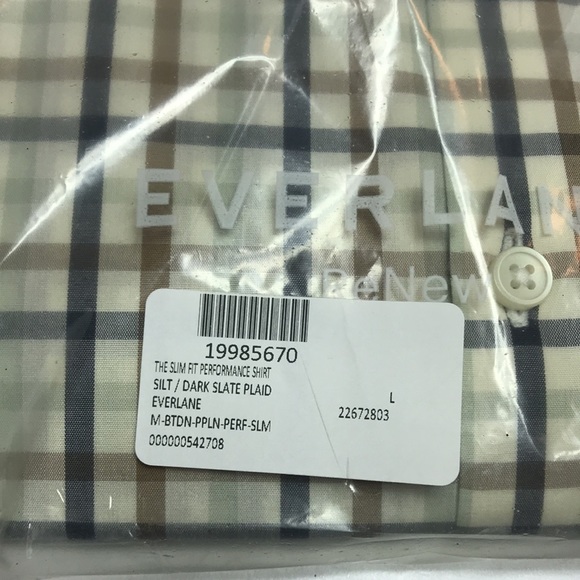 EVERLAN
ReNew
19985670
THE SLIM FIT PERFORMANCE SHIRT
SILT / DARK SLATE PLAID
L
EVERLANE
22672803
M-BTDN-PPLN-PERF-SLM
000000542708